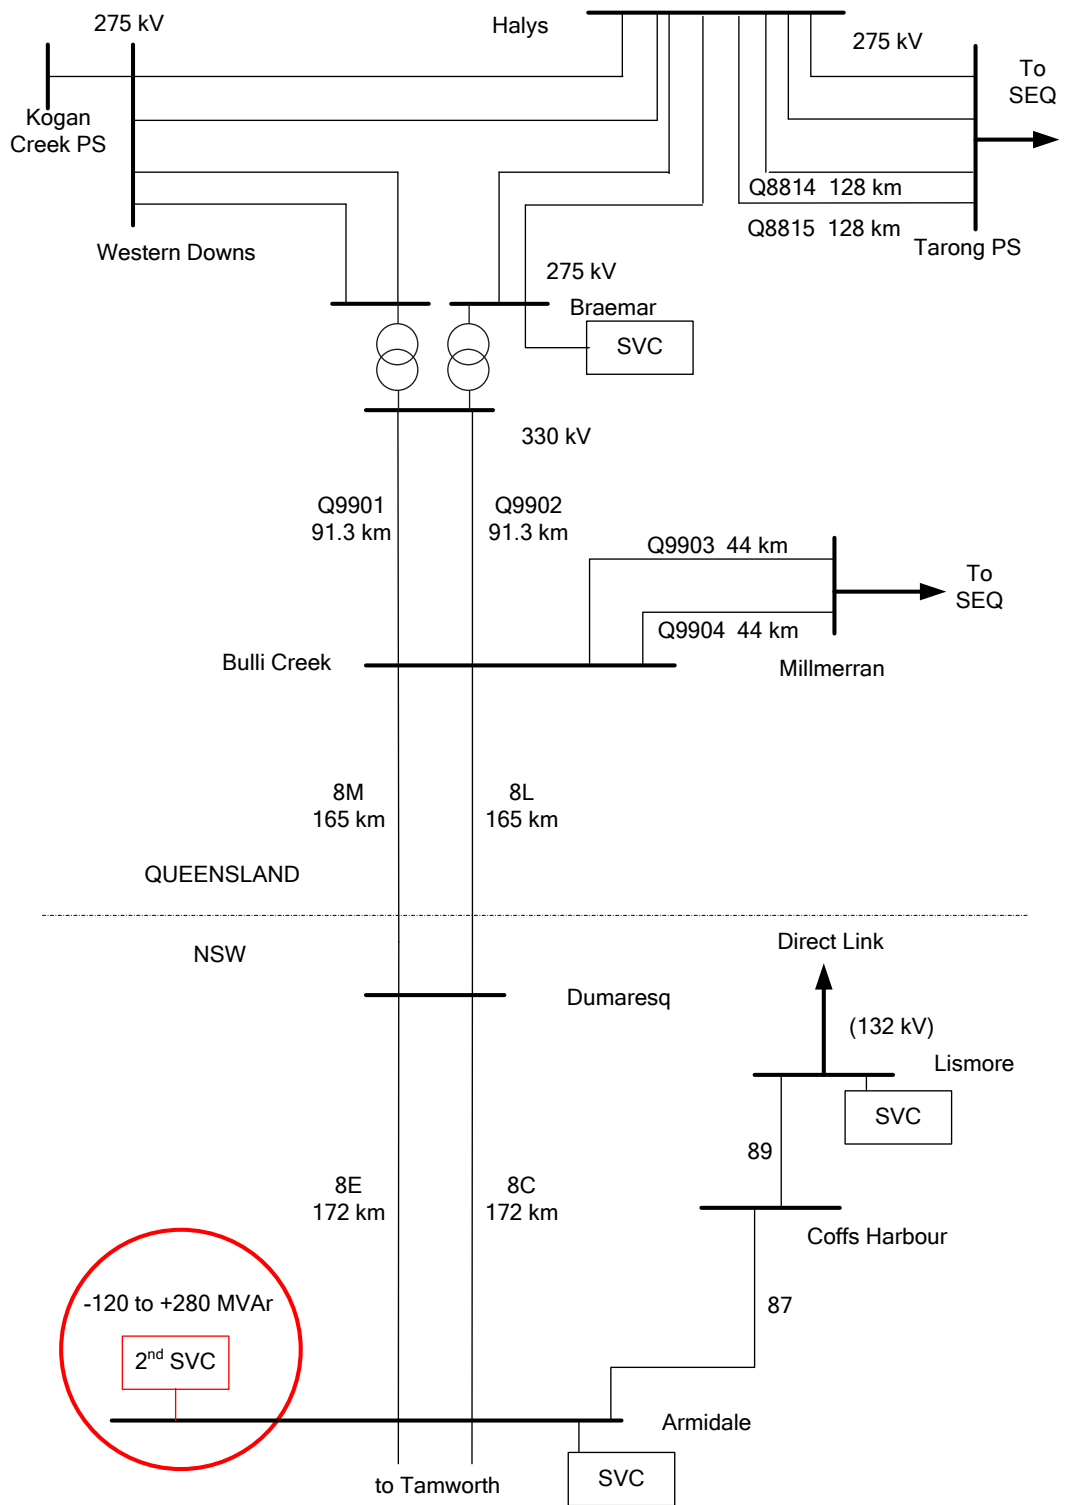 275 kV
Halys
275 kV
To
SEQ
Kogan
Creek PS
Q8814 128 km
Q8815 128 km
Western Downs
Tarong PS
275 kV
Braemar
SVC
330 kV
Q9901
91.3 km
Q9902
91.3 km
Q9903 44 km
To
SEQ
Q9904 44 km
Bulli Creek
Millmerran
8M
165 km
8L
165 km
QUEENSLAND
NSW
Direct Link
Dumaresq
(132 kV)
Lismore
SVC
89
8E
172 km
8C
172 km
Coffs Harbour
-120 to +280 MVAr
87
2nd SVC
Armidale
SVC
to Tamworth